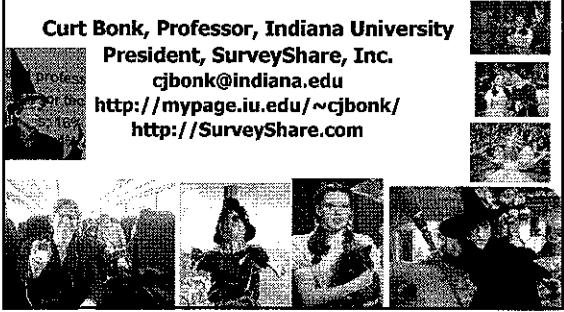 Curt Bonk, Professor, Indiana University
President, SurveyShare, Inc.
cjbonk@indiana.edu
http://mypage.iu.edu/~cjbonk/
http://SurveyShare.com